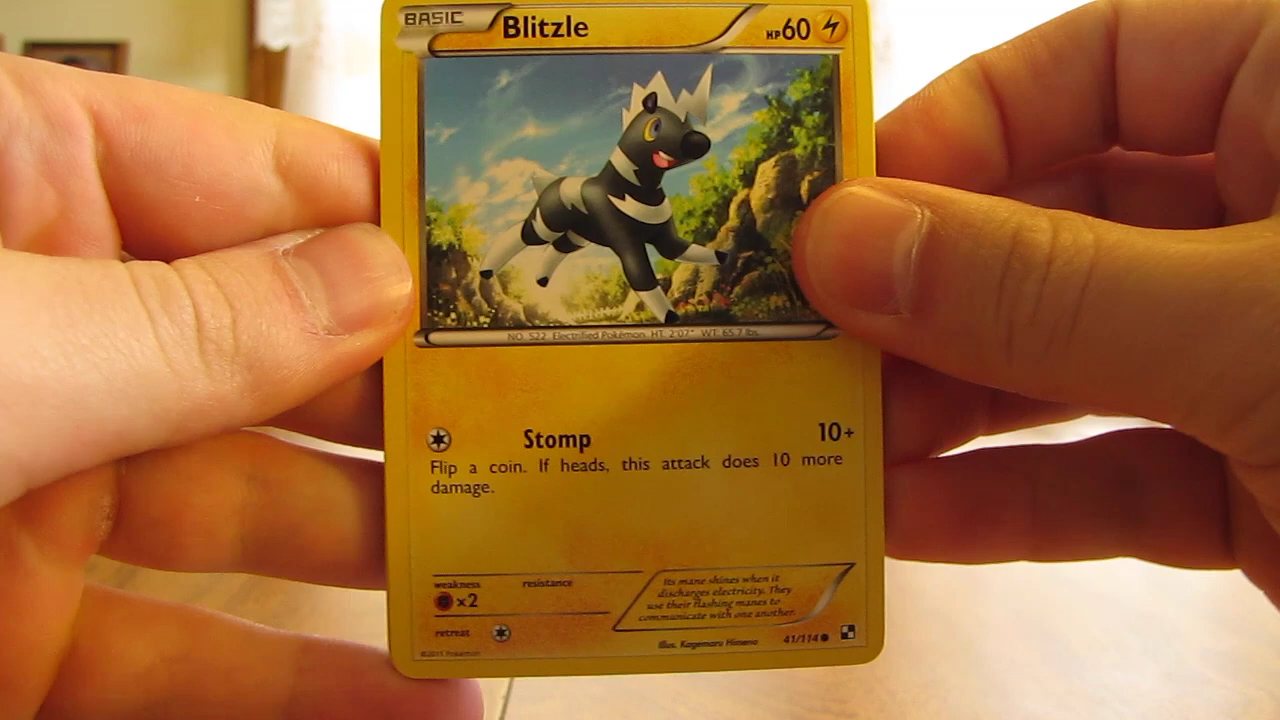 BASIC Blitzle HP60
NO. 522 Electrified Pokémon HT: 2'07" WT: 65.7 lbs.
Stomp 10+
Flip a coin. If heads, this attack does 10 more
damage.
weakness resistance
×2
Its mane shines when it
discharges electricity. They
use their flashing manes to
communicate with one another.
retreat
Illus. Kagemaru Himeno 41/114
©2011 Pokémon